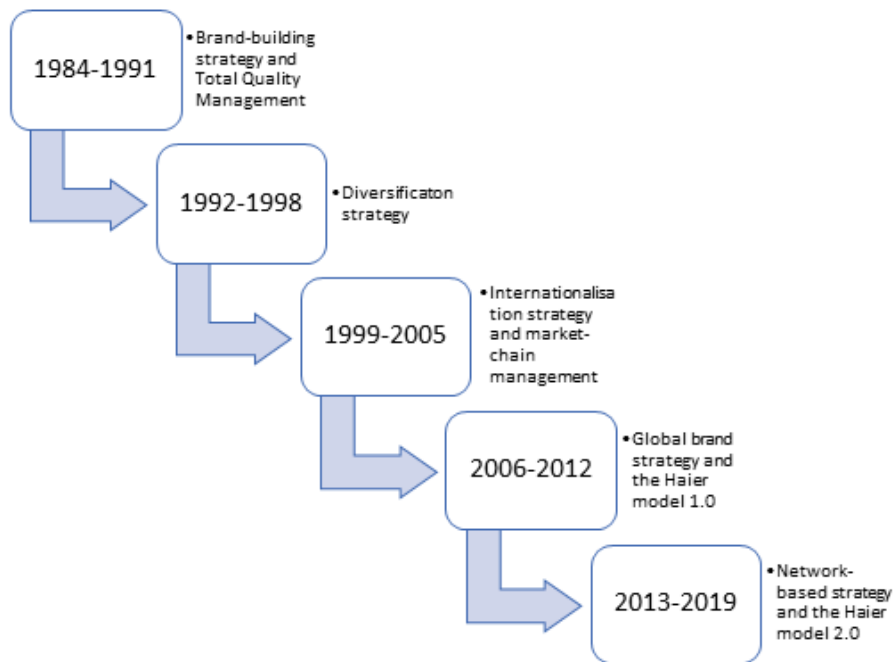 1984-1991
•Brand-building
strategy and
Total Quality
Management
1992-1998
•Diversificaton
strategy
1999-2005
•Internationalisa
tion strategy
and market-
chain
management
2006-2012
•Global brand
strategy and
the Haier
model 1.0
2013-2019
•Network-
based strategy
and the Haier
model 2.0